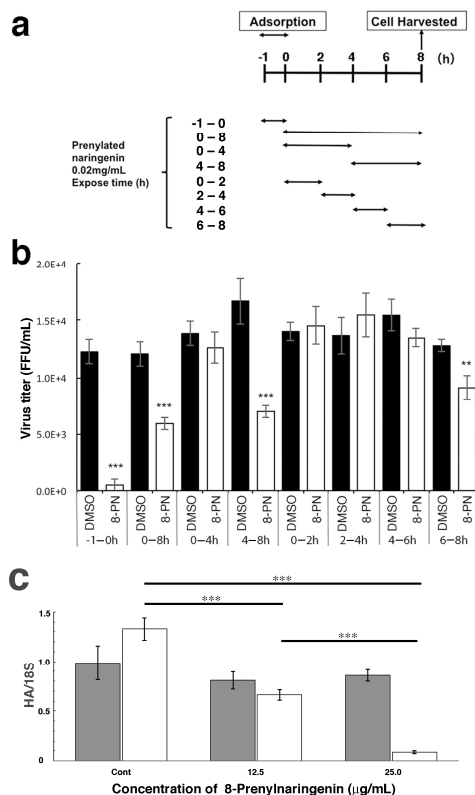 a
Adsorption
Cell Harvested
-1 0 2 4 6 8 (h)
Prenylated
naringenin
0.02mg/mL
Expose time (h)
-1 – 0
0 – 8
0 – 4
4 – 8
0 – 2
2 – 4
4 – 6
6 – 8
b
Virus titer (FFU/mL)
2.0E+4
1.5E+4
1.0E+4
5.0E+3
0.0E+0
*** *** *** **
DMSO 8-PN DMSO 8-PN DMSO 8-PN DMSO 8-PN DMSO 8-PN DMSO 8-PN DMSO 8-PN DMSO 8-PN
-1–0h 0–8h 0–4h 4–8h 0–2h 2–4h 4–6h 6–8h
c
***
***
***
HA/18S
1.5
1.0
0.5
0
Cont 12.5 25.0
Concentration of 8-Prenylnaringenin (μg/mL)